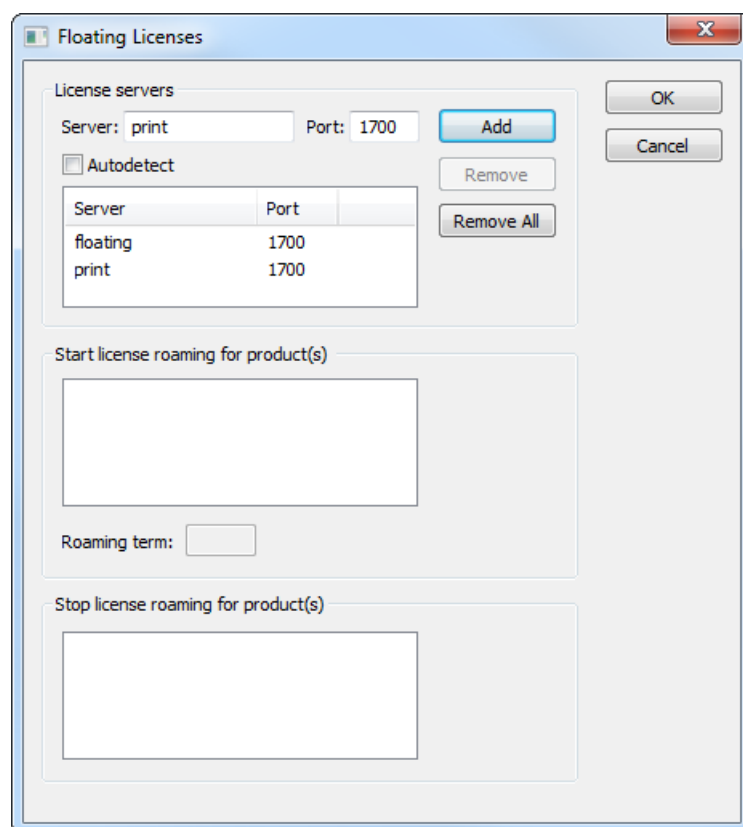 Floating Licenses
License servers
OK
Server: print Port: 1700 Add
Cancel
Autodetect
Remove
Server Port
Remove All
floating 1700
print 1700
Start license roaming for product(s)
Roaming term:
Stop license roaming for product(s)